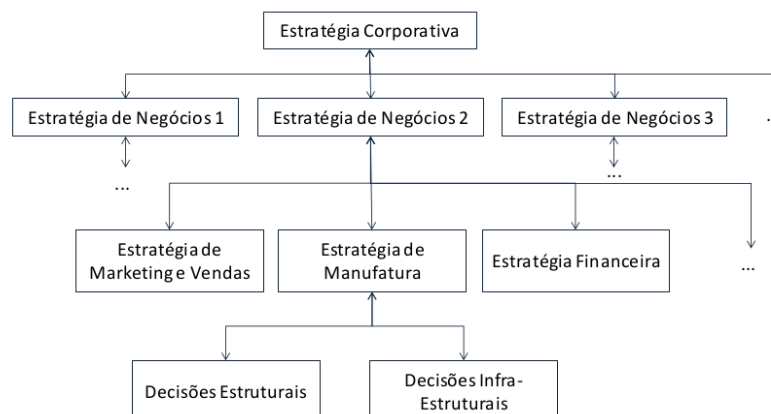 Estratégia Corporativa
Estratégia de Negócios 1
Estratégia de Negócios 2
Estratégia de Negócios 3
...
...
...
Estratégia de
Marketing e Vendas
Estratégia de
Manufatura
Estratégia Financeira
...
Decisões Estruturais
Decisões Infra-
Estruturais